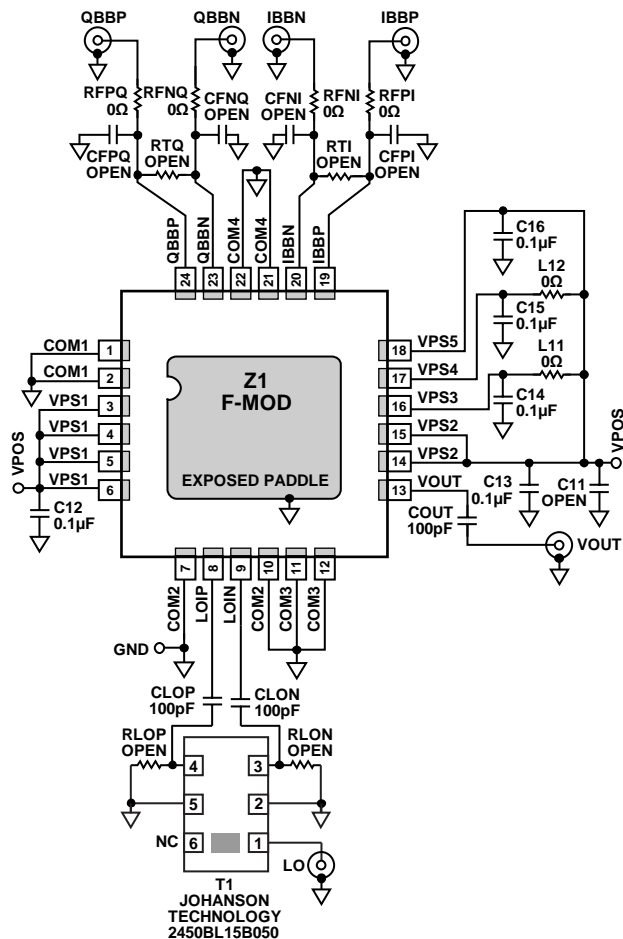 QBBP QBBN IBBN IBBP
RFPQ 0Ω RFNQ 0Ω CFNQ OPEN CFNI OPEN RFNI 0Ω RFPI 0Ω
CFPQ OPEN RTQ OPEN RTI OPEN CFPI OPEN
QBBP QBBN COM4 COM4 IBBN IBBP
24 23 22 21 20 19
C16 0.1µF
L12 0Ω
C15 0.1µF
L11 0Ω
C14 0.1µF
COM1 1
COM1 2
VPS1 3
VPS1 4
VPS1 5
VPS1 6
VPOS
C12 0.1µF
Z1
F-MOD
EXPOSED PADDLE
18 VPS5
17 VPS4
16 VPS3
15 VPS2
14 VPS2
13 VOUT
VPOS
C13 0.1µF
C11 OPEN
COUT 100pF
VOUT
7 8 9 10 11 12
COM2 LOIP LOIN COM2 COM3 COM3
GND
CLOP 100pF
CLON 100pF
RLOP OPEN
RLON OPEN
4 3
5 2
NC 6 1
LO
T1
JOHANSON
TECHNOLOGY
2450BL15B050